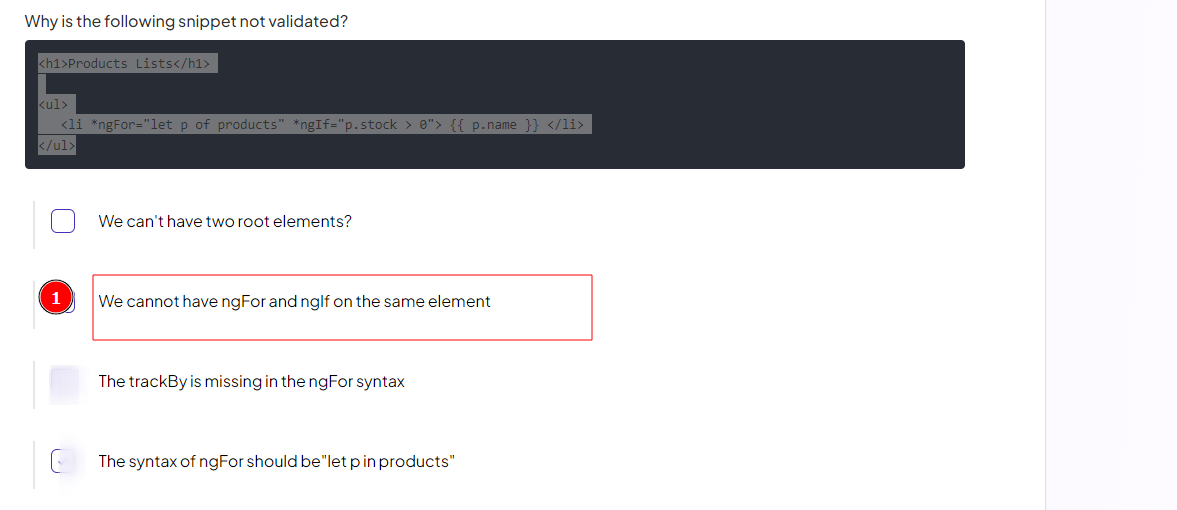 Why is the following snippet not validated?
<h1>Products Lists</h1>
<ul>
<li *ngFor="let p of products" *ngIf="p.stock > 0"> {{ p.name }} </li>
</ul>
We can't have two root elements?
1
We cannot have ngFor and ngIf on the same element
The trackBy is missing in the ngFor syntax
The syntax of ngFor should be"let p in products"